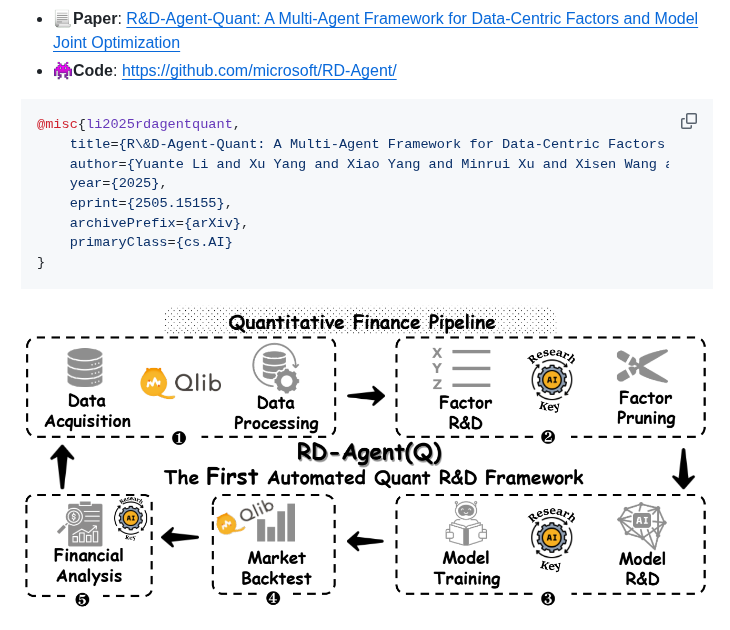 Paper: R&D-Agent-Quant: A Multi-Agent Framework for Data-Centric Factors and Model
Joint Optimization
Code: https://github.com/microsoft/RD-Agent/
@misc{li2025rdagentquant,
title={R\&D-Agent-Quant: A Multi-Agent Framework for Data-Centric Factors
author={Yuante Li and Xu Yang and Xiao Yang and Minrui Xu and Xisen Wang
year={2025},
eprint={2505.15155},
archivePrefix={arXiv},
primaryClass={cs.AI}
}
Quantitative Finance Pipeline
Data
Acquisition
Qlib
Data
Processing
❶
X
Y
Z
Factor
R&D
Researh
AI
Key
Factor
Pruning
❷
RD-Agent(Q)
The First Automated Quant R&D Framework
$
Researh
AI
Key
Financial
Analysis
❺
Qlib
Market
Backtest
❹
AI
Model
Training
Researh
AI
Key
AI
Model
R&D
❸